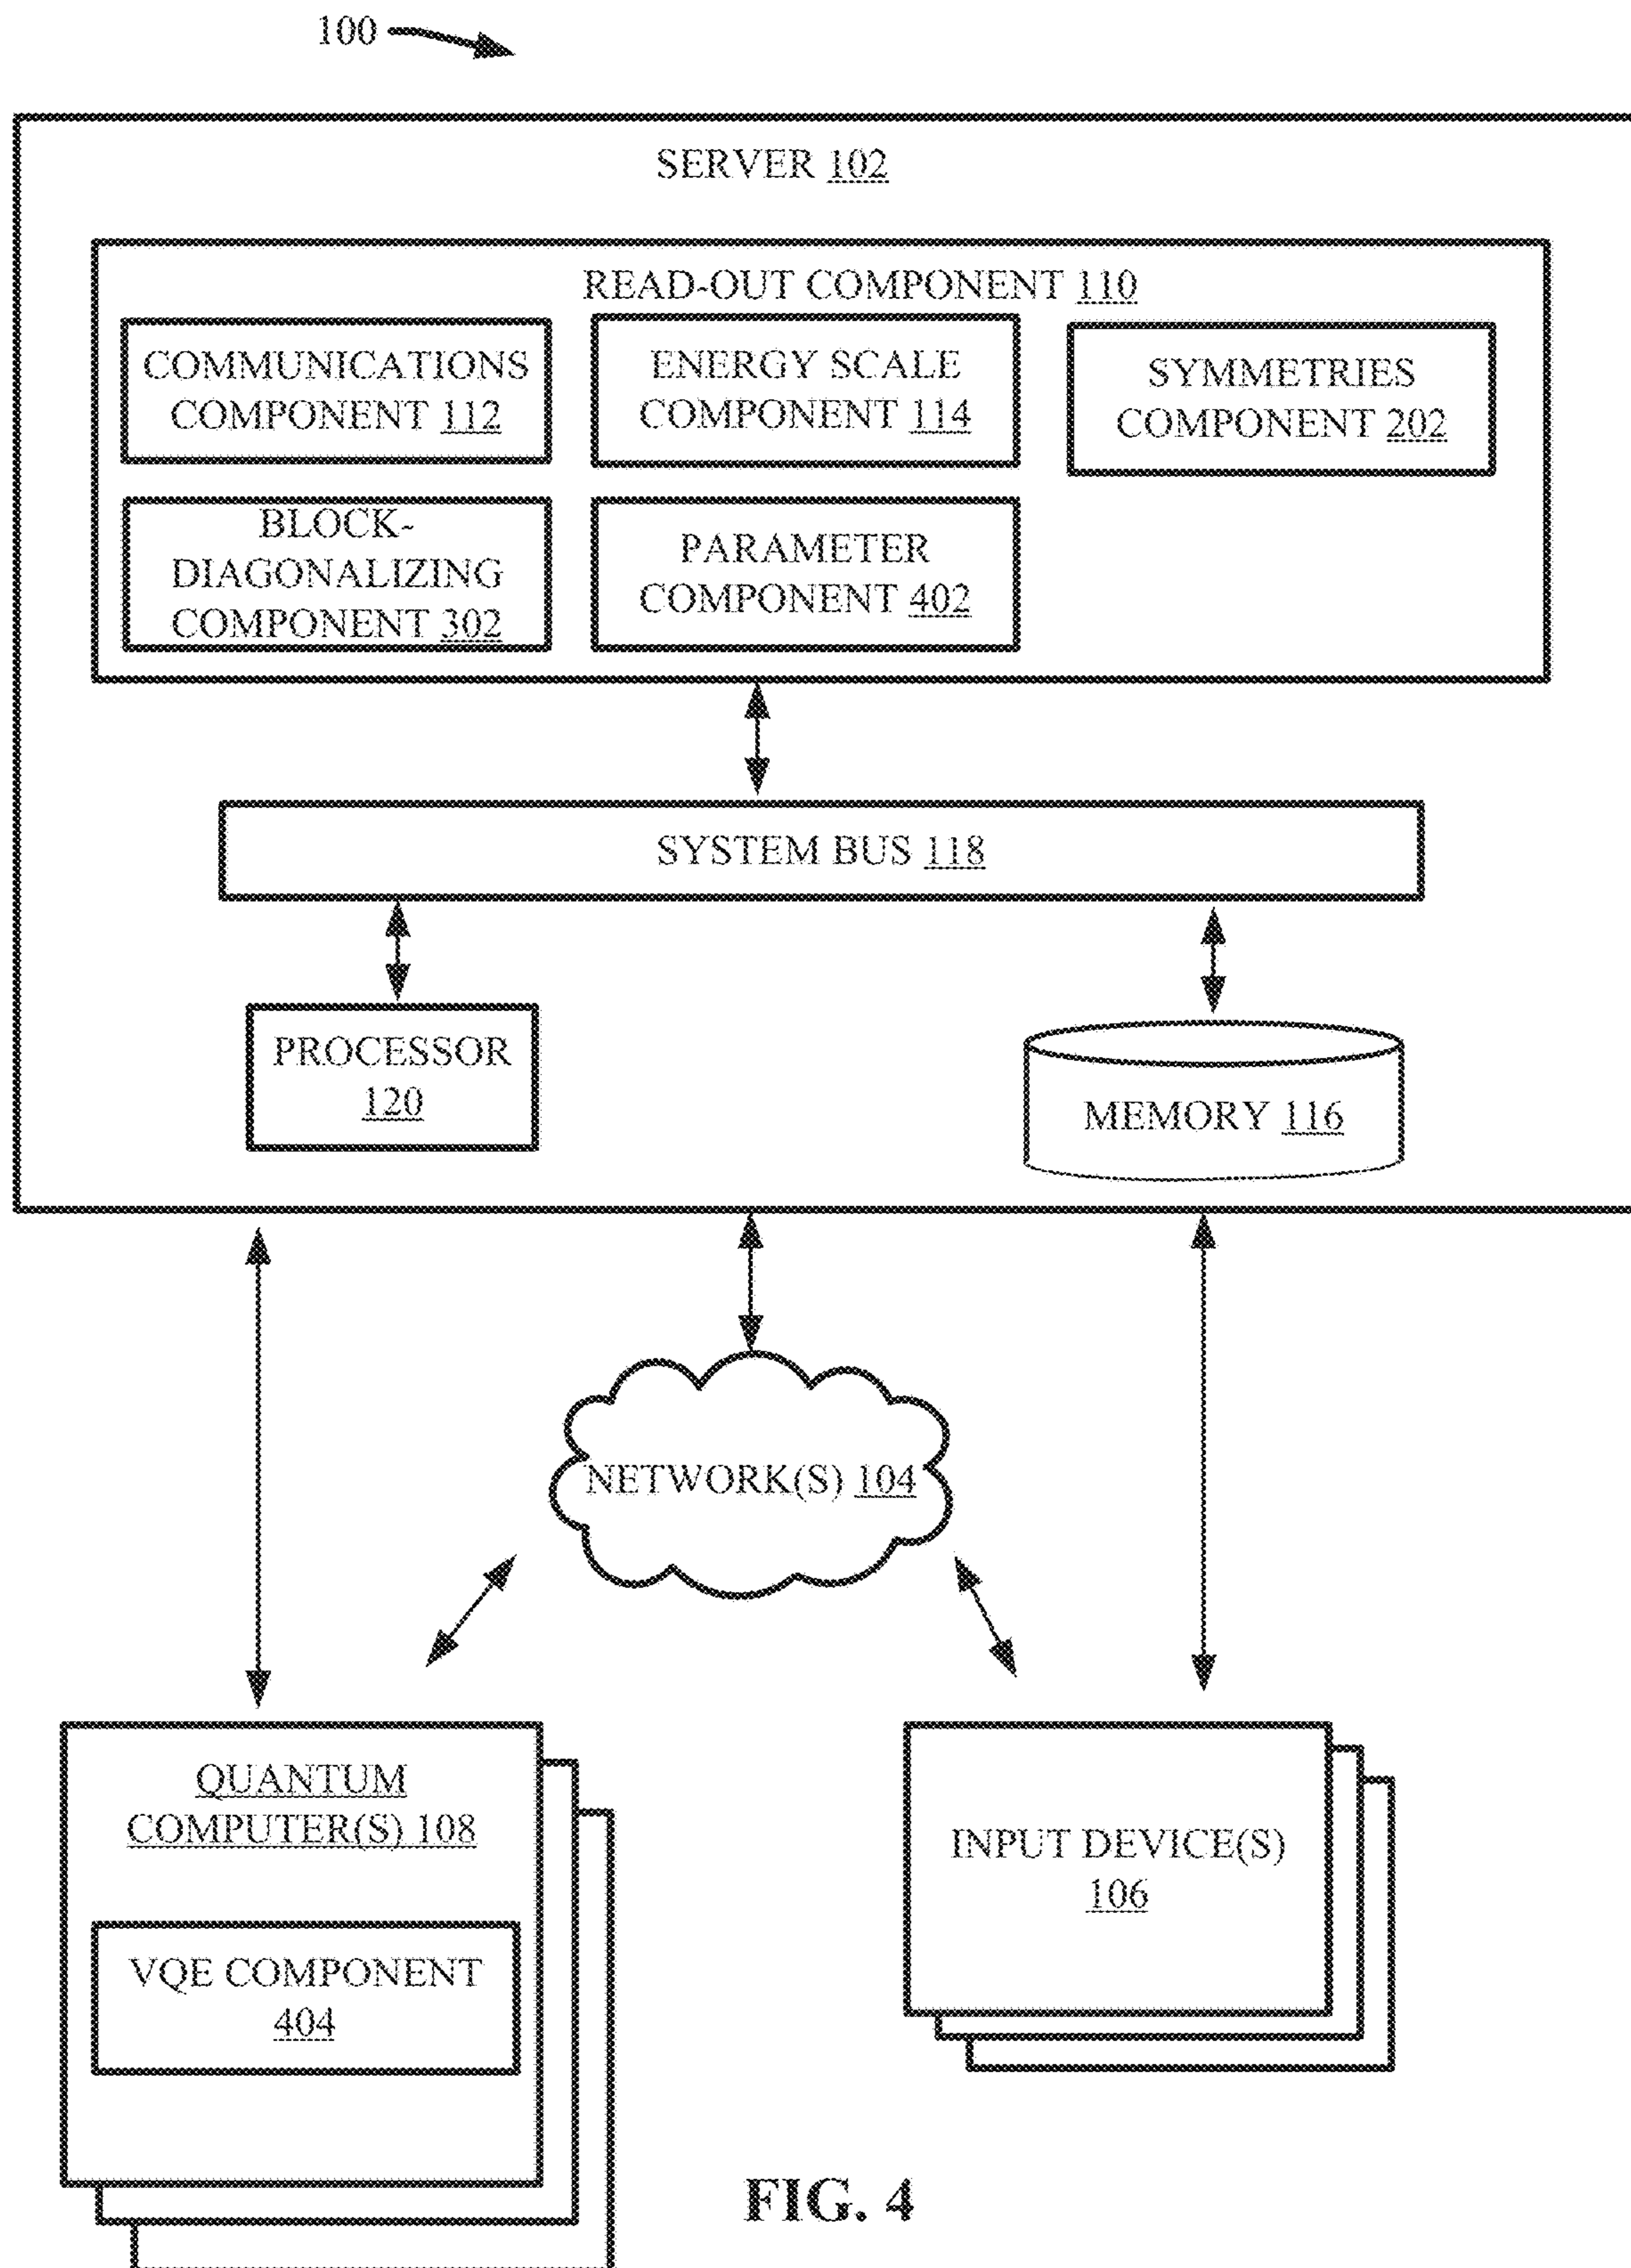 100
SERVER 102
READ-OUT COMPONENT 110
COMMUNICATIONS
COMPONENT 112
ENERGY SCALE
COMPONENT 114
SYMMETRIES
COMPONENT 202
BLOCK-
DIAGONALIZING
COMPONENT 302
PARAMETER
COMPONENT 402
SYSTEM BUS 118
PROCESSOR
120
MEMORY 116
NETWORK(S) 104
QUANTUM
COMPUTER(S) 108
VQE COMPONENT
404
INPUT DEVICE(S)
106
FIG. 4